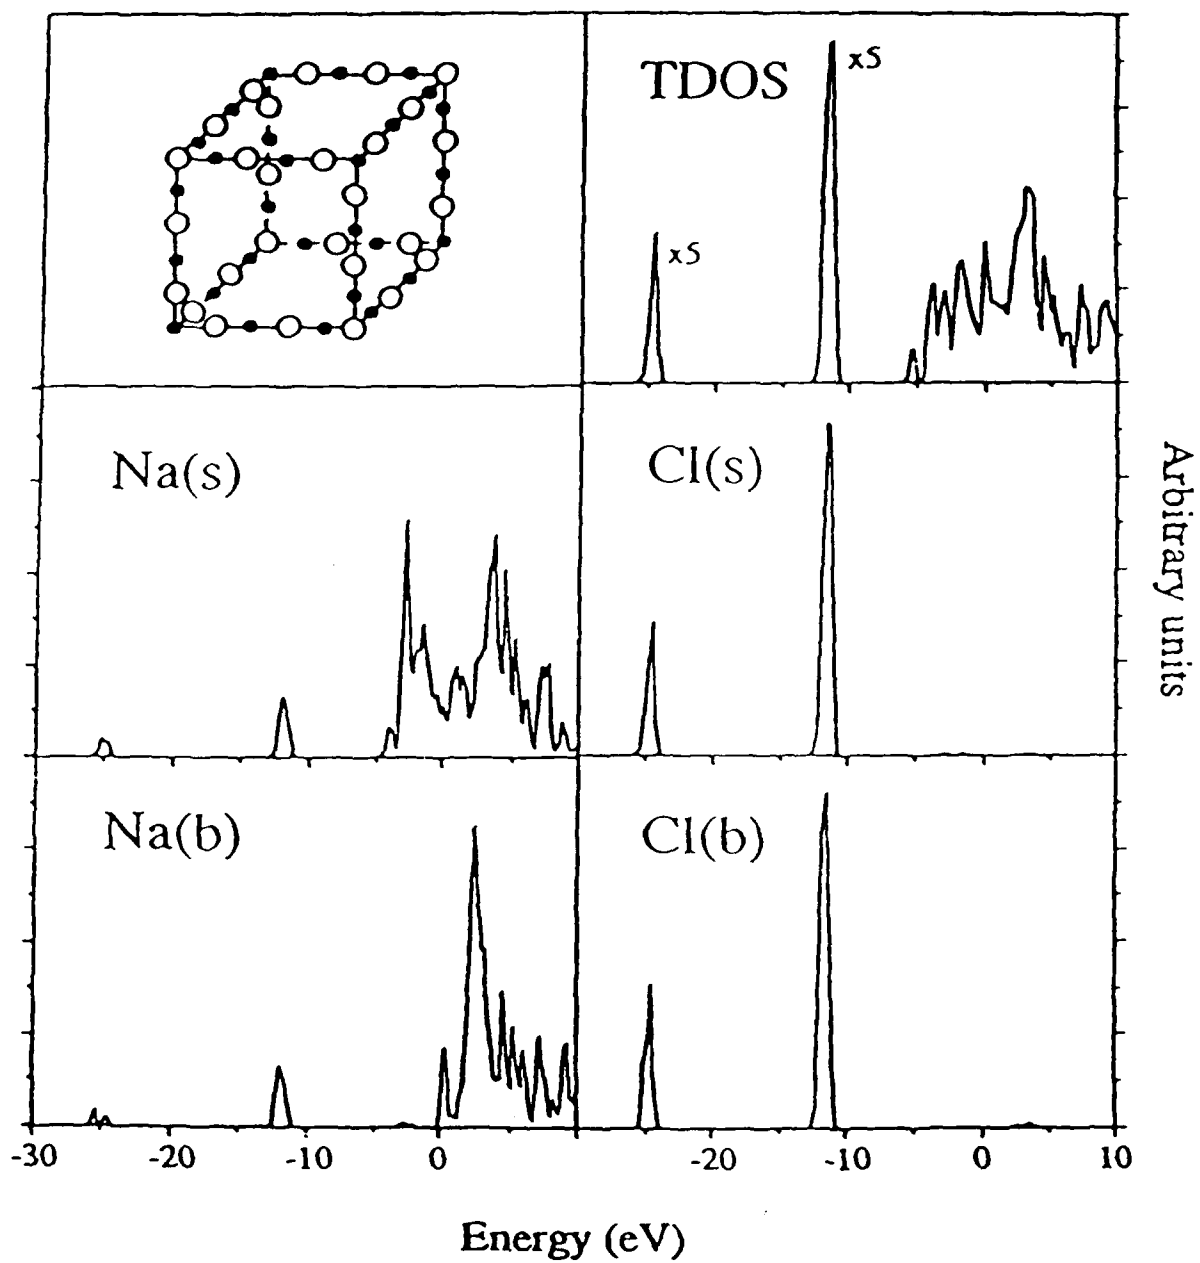 TDOS
x5
x5
Na(s)
Cl(s)
Na(b)
Cl(b)
-30 -20 -10 0 -20 -10 0 10
Energy (eV)
Arbitrary units